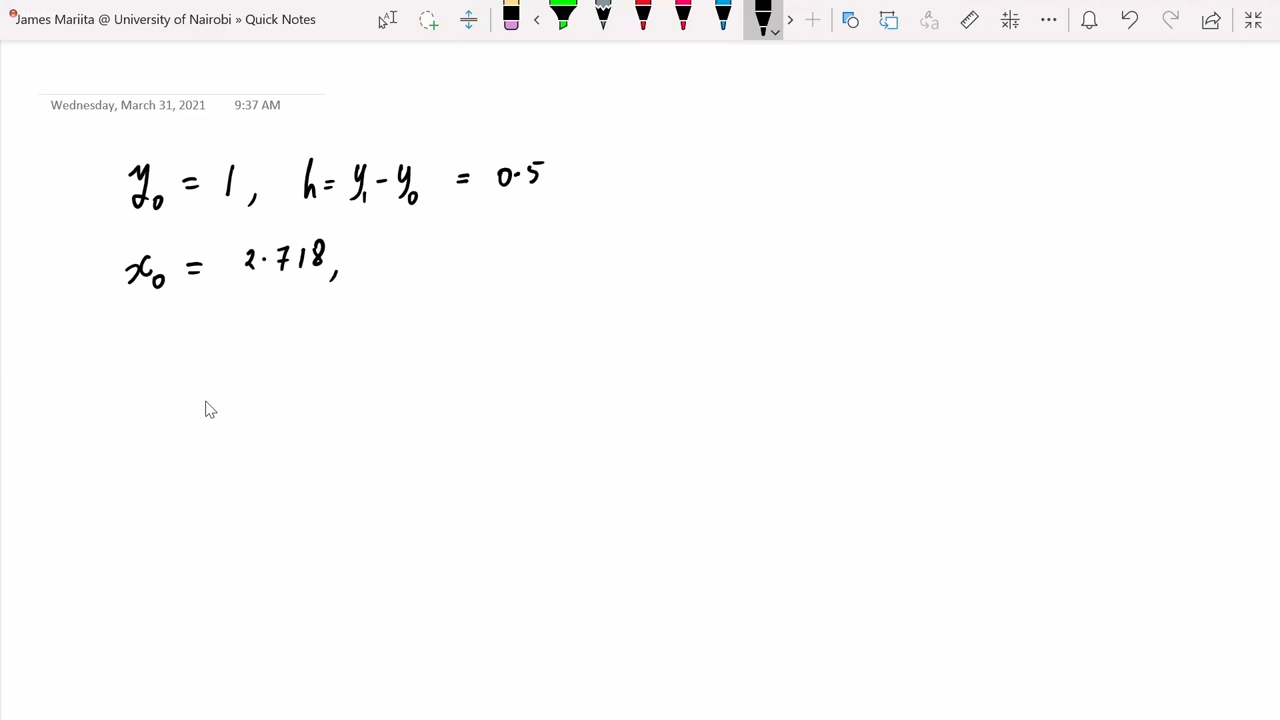 James Mariita @ University of Nairobi » Quick Notes
Wednesday, March 31, 2021 9:37 AM
y₀ = 1, h = y₁ - y₀ = 0.5
x₀ = 2.718,